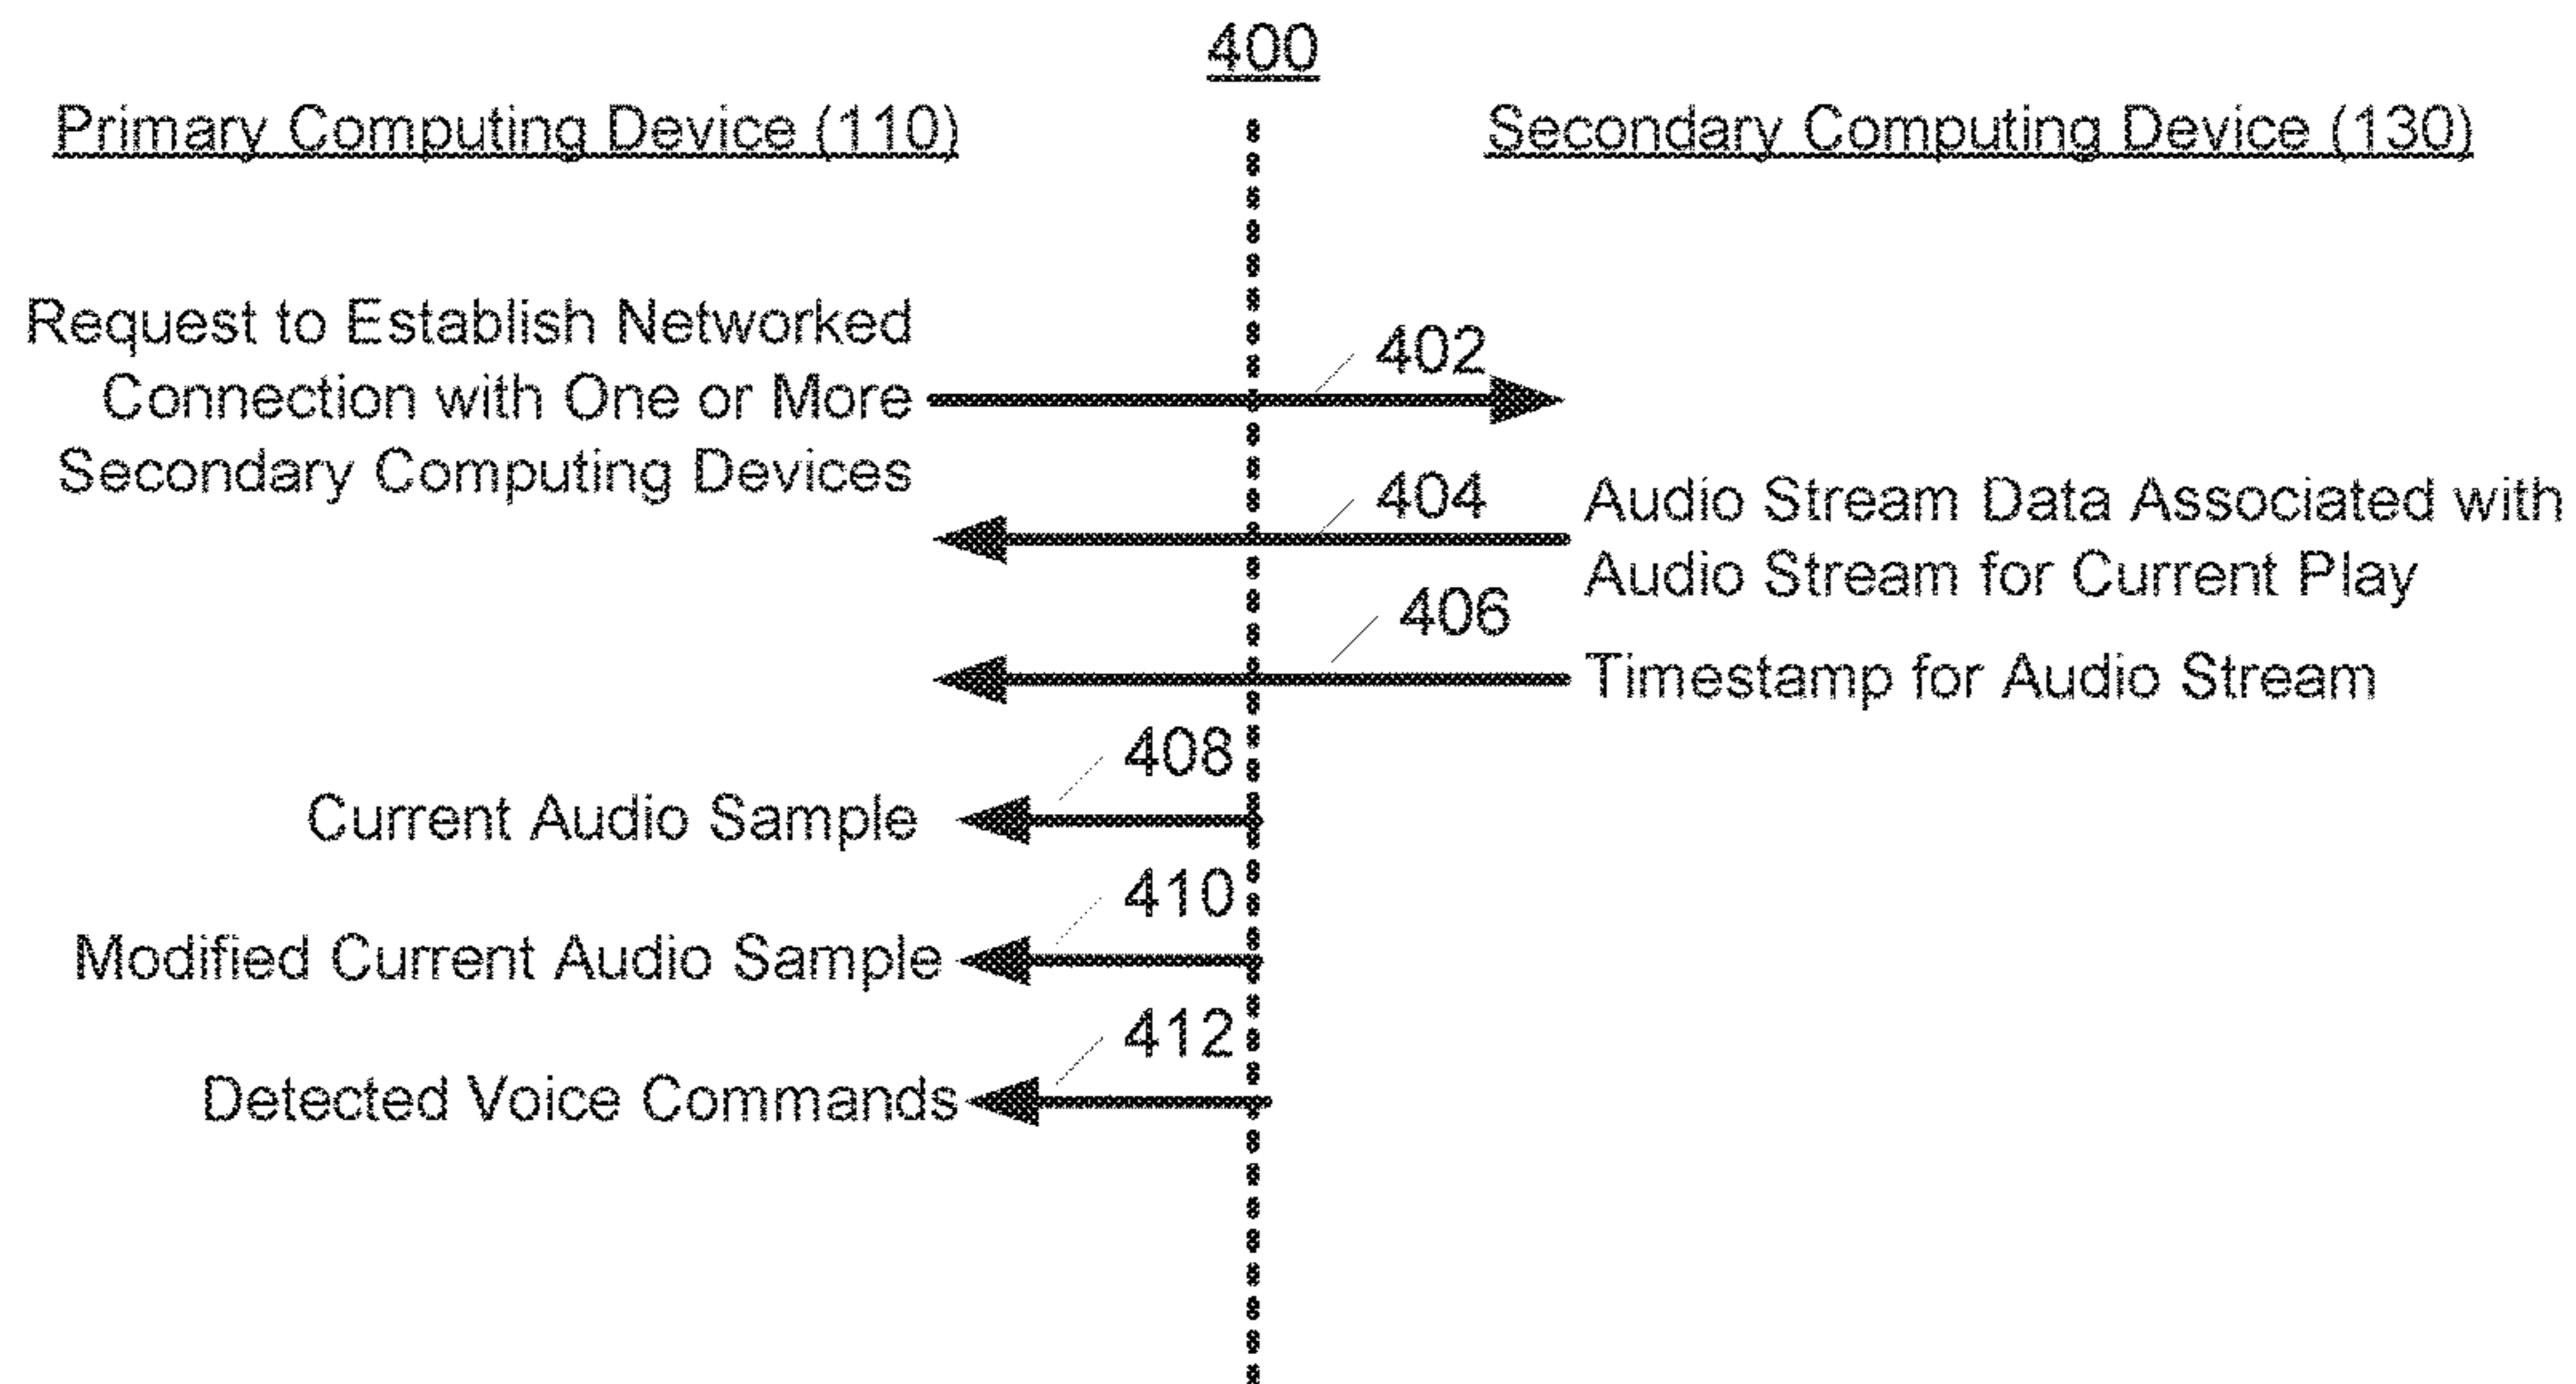 400
Primary Computing Device (110)
Secondary Computing Device (130)
Request to Establish Networked
Connection with One or More
Secondary Computing Devices
402
404
Audio Stream Data Associated with
Audio Stream for Current Play
406
Timestamp for Audio Stream
408
Current Audio Sample
410
Modified Current Audio Sample
412
Detected Voice Commands